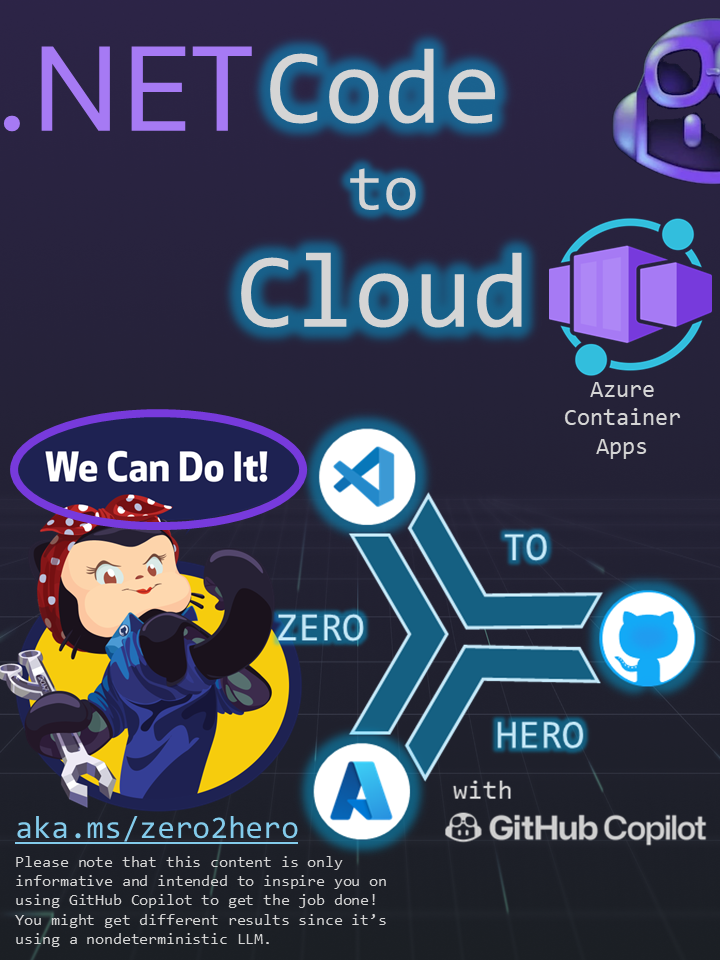 .NET Code
to
Cloud
Azure
Container
Apps
We Can Do It!
TO
ZERO
HERO
with
GitHub Copilot
aka.ms/zero2hero
Please note that this content is only
informative and intended to inspire you on
using GitHub Copilot to get the job done!
You might get different results since it’s
using a nondeterministic LLM.